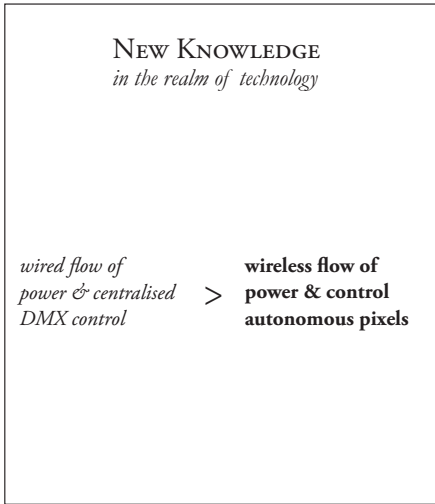 New Knowledge
in the realm of technology
wired flow of
power & centralised
DMX control
>
wireless flow of
power & control
autonomous pixels